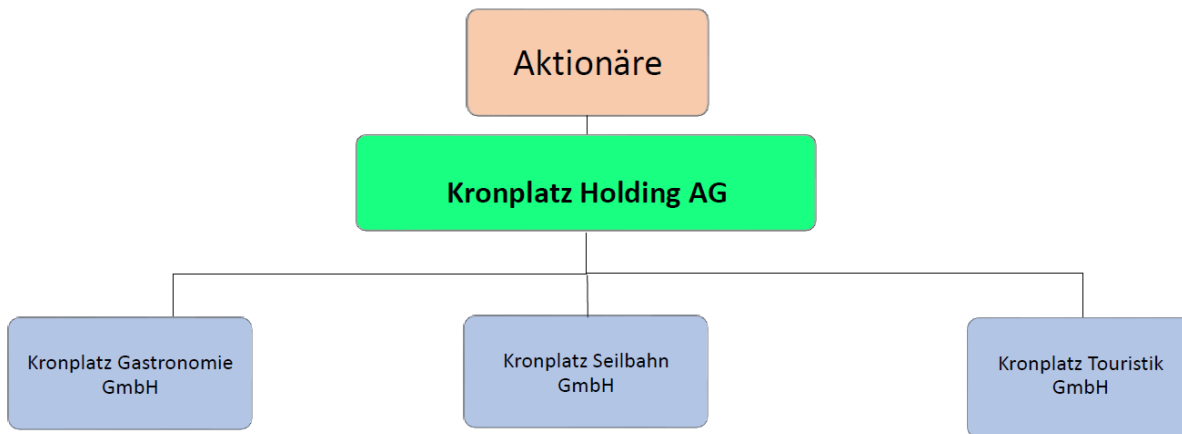 Aktionäre
Kronplatz Holding AG
Kronplatz Gastronomie
GmbH
Kronplatz Seilbahn
GmbH
Kronplatz Touristik
GmbH